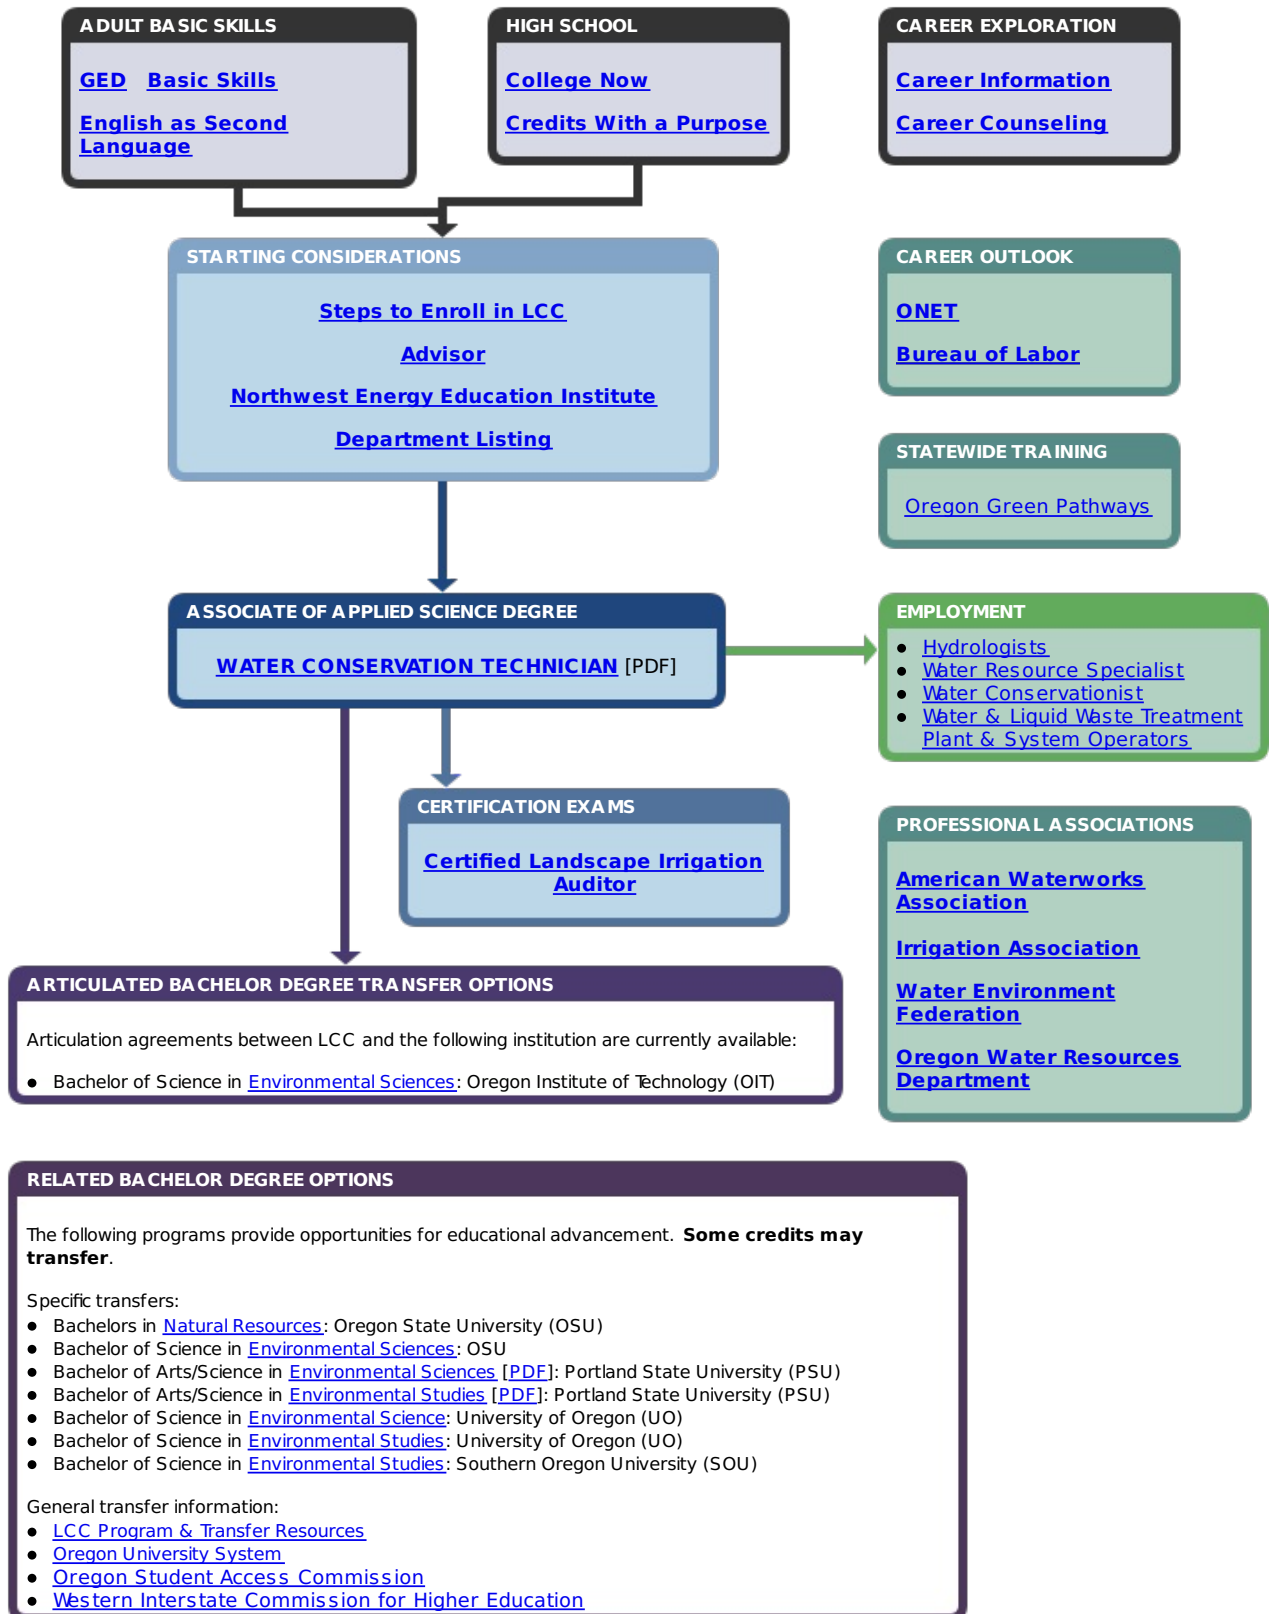 ADULT BASIC SKILLS
GED Basic Skills
English as Second
Language
HIGH SCHOOL
College Now
Credits With a Purpose
CAREER EXPLORATION
Career Information
Career Counseling
STARTING CONSIDERATIONS
Steps to Enroll in LCC
Advisor
Northwest Energy Education Institute
Department Listing
CAREER OUTLOOK
ONET
Bureau of Labor
STATEWIDE TRAINING
Oregon Green Pathways
ASSOCIATE OF APPLIED SCIENCE DEGREE
WATER CONSERVATION TECHNICIAN [PDF]
EMPLOYMENT
• Hydrologists
• Water Resource Specialist
• Water Conservationist
• Water & Liquid Waste Treatment
Plant & System Operators
CERTIFICATION EXAMS
Certified Landscape Irrigation
Auditor
PROFESSIONAL ASSOCIATIONS
American Waterworks
Association
Irrigation Association
Water Environment
Federation
Oregon Water Resources
Department
ARTICULATED BACHELOR DEGREE TRANSFER OPTIONS
Articulation agreements between LCC and the following institution are currently available:
• Bachelor of Science in Environmental Sciences: Oregon Institute of Technology (OIT)
RELATED BACHELOR DEGREE OPTIONS
The following programs provide opportunities for educational advancement. Some credits may
transfer.
Specific transfers:
• Bachelors in Natural Resources: Oregon State University (OSU)
• Bachelor of Science in Environmental Sciences: OSU
• Bachelor of Arts/Science in Environmental Sciences [PDF]: Portland State University (PSU)
• Bachelor of Arts/Science in Environmental Studies [PDF]: Portland State University (PSU)
• Bachelor of Science in Environmental Science: University of Oregon (UO)
• Bachelor of Science in Environmental Studies: University of Oregon (UO)
• Bachelor of Science in Environmental Studies: Southern Oregon University (SOU)
General transfer information:
• LCC Program & Transfer Resources
• Oregon University System
• Oregon Student Access Commission
• Western Interstate Commission for Higher Education